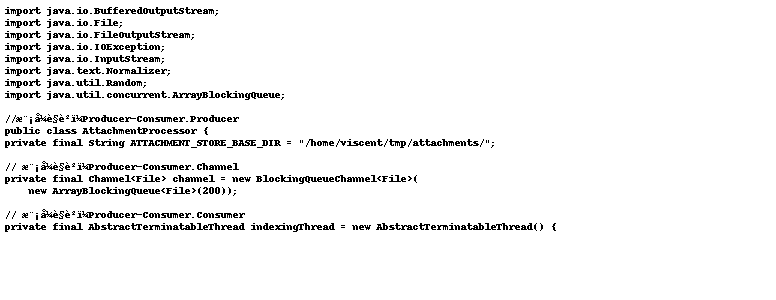 import java.io.BufferedOutputStream;
import java.io.File;
import java.io.FileOutputStream;
import java.io.IOException;
import java.io.InputStream;
import java.text.Normalizer;
import java.util.Random;
import java.util.concurrent.ArrayBlockingQueue;
//æ¨¡å¼è§è²ï¼Producer-Consumer.Producer
public class AttachmentProcessor {
private final String ATTACHMENT_STORE_BASE_DIR = "/home/viscent/tmp/attachments/";
// æ¨¡å¼è§è²ï¼Producer-Consumer.Channel
private final Channel<File> channel = new BlockingQueueChannel<File>(
new ArrayBlockingQueue<File>(200));
// æ¨¡å¼è§è²ï¼Producer-Consumer.Consumer
private final AbstractTerminatableThread indexingThread = new AbstractTerminatableThread() {